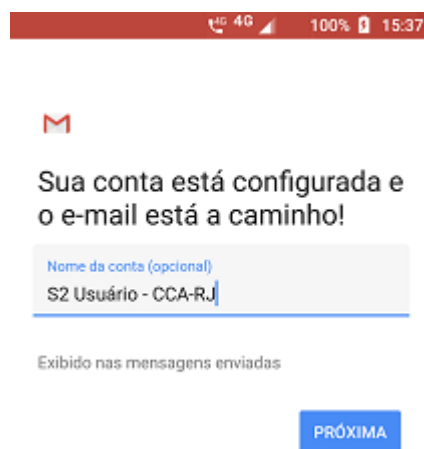 4G 4G 100% 15:37
Sua conta está configurada e
o e-mail está a caminho!
Nome da conta (opcional)
S2 Usuário - CCA-RJ
Exibido nas mensagens enviadas
PRÓXIMA